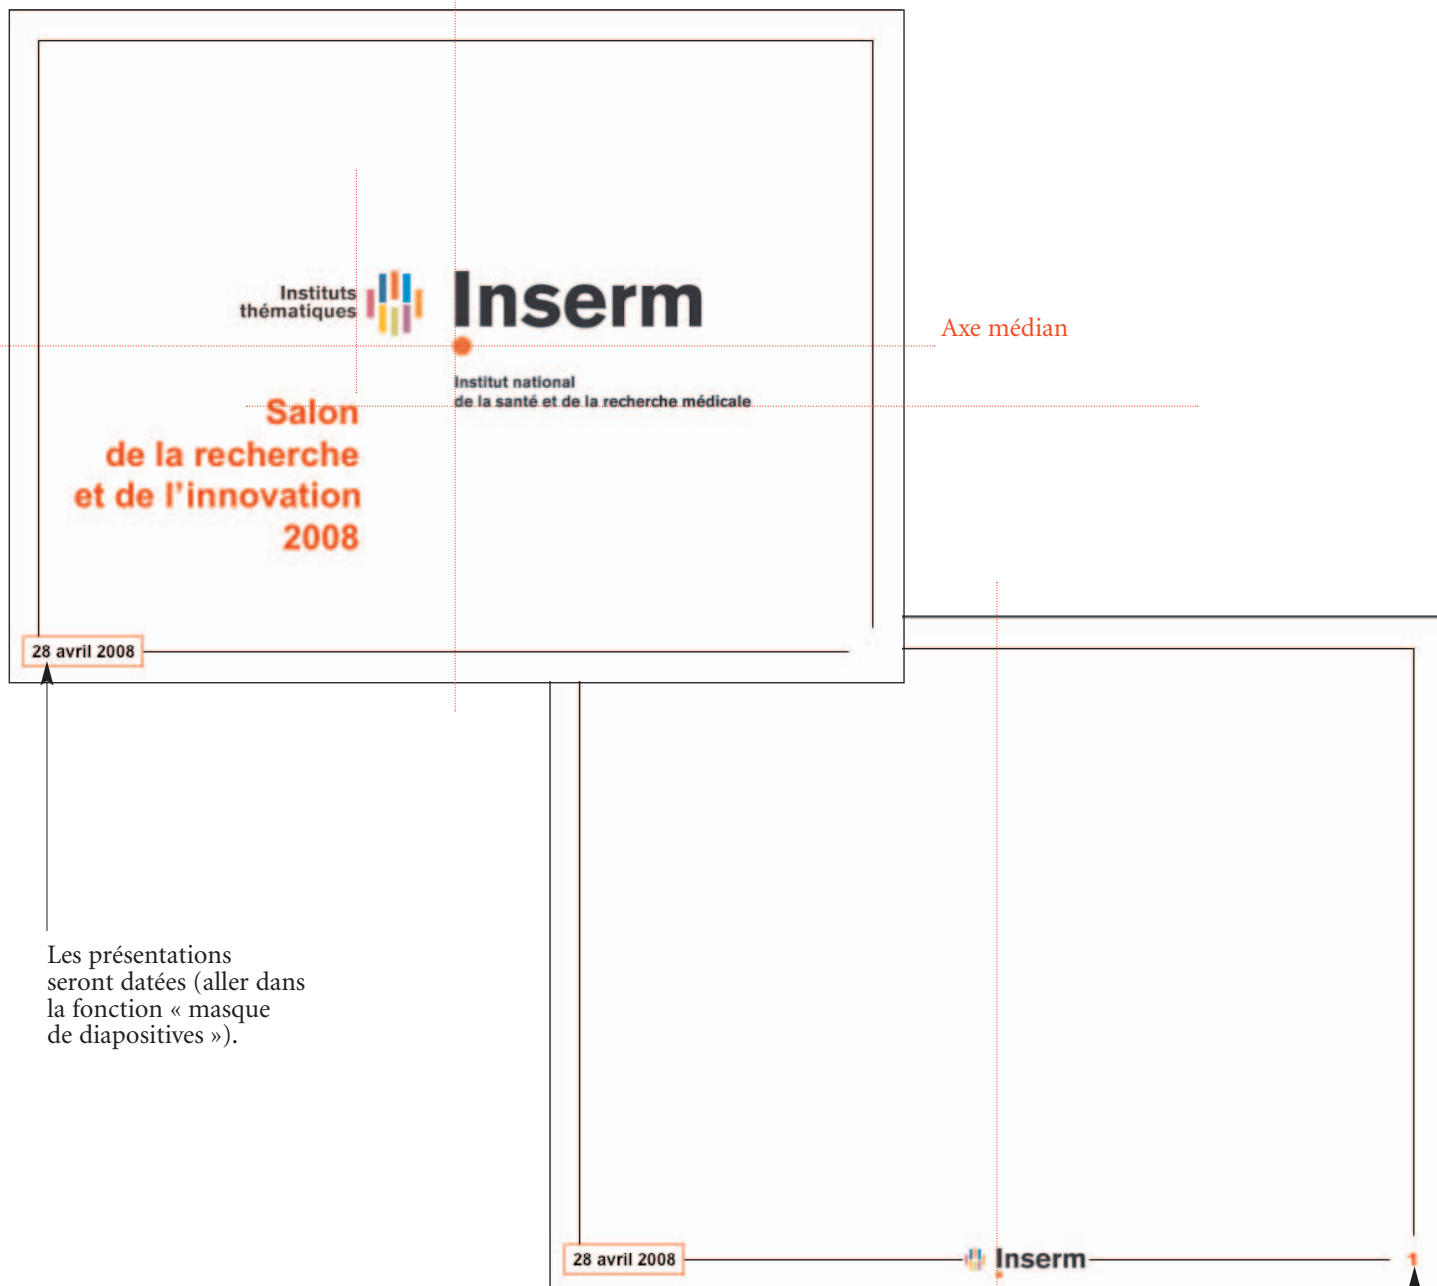 Instituts
thématiques
Inserm
Axe médian
Institut national
de la santé et de la recherche médicale
Salon
de la recherche
et de l'innovation
2008
28 avril 2008
Les présentations
seront datées (aller dans
la fonction « masque
de diapositives »).
28 avril 2008
Inserm
1